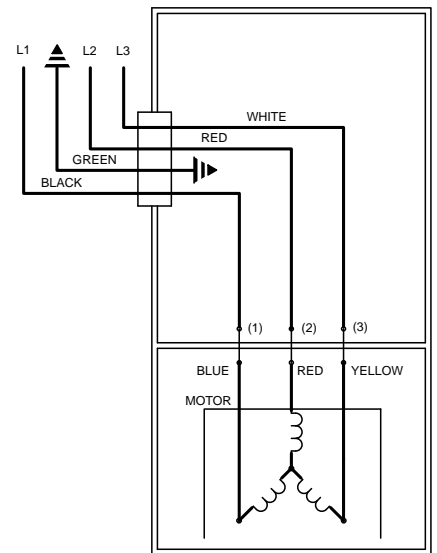 L1 L2 L3
WHITE
RED
GREEN
BLACK
(1) (2) (3)
BLUE RED YELLOW
MOTOR